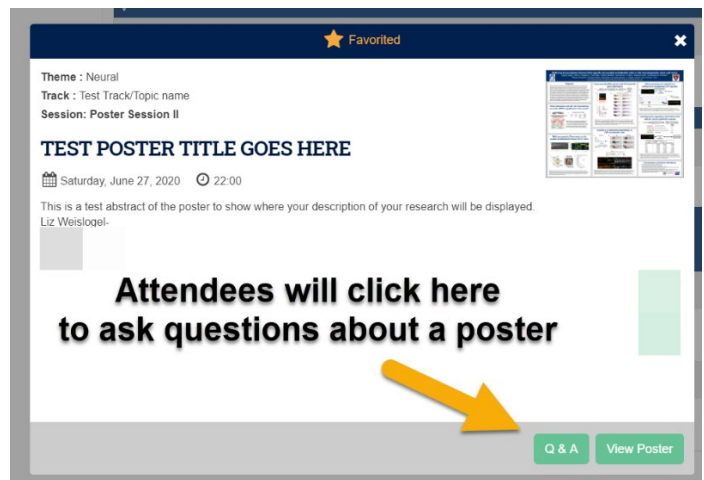 Favorited
Theme : Neural
Track : Test Track/Topic name
Session: Poster Session II
TEST POSTER TITLE GOES HERE
Saturday, June 27, 2020 22:00
This is a test abstract of the poster to show where your description of your research will be displayed.
Liz Weislogel-
Attendees will click here
to ask questions about a poster
Q & A View Poster